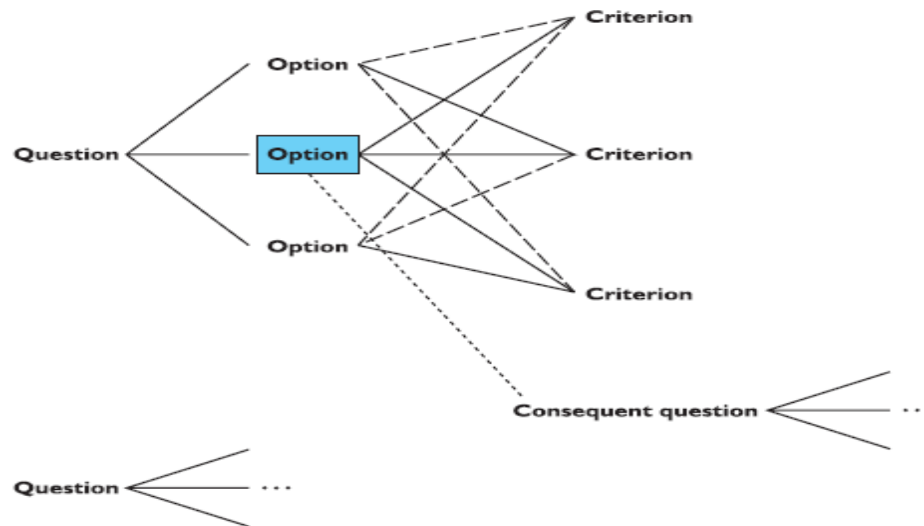 Criterion
Option
Question
Option
Criterion
Option
Criterion
Consequent question
..
Question
...